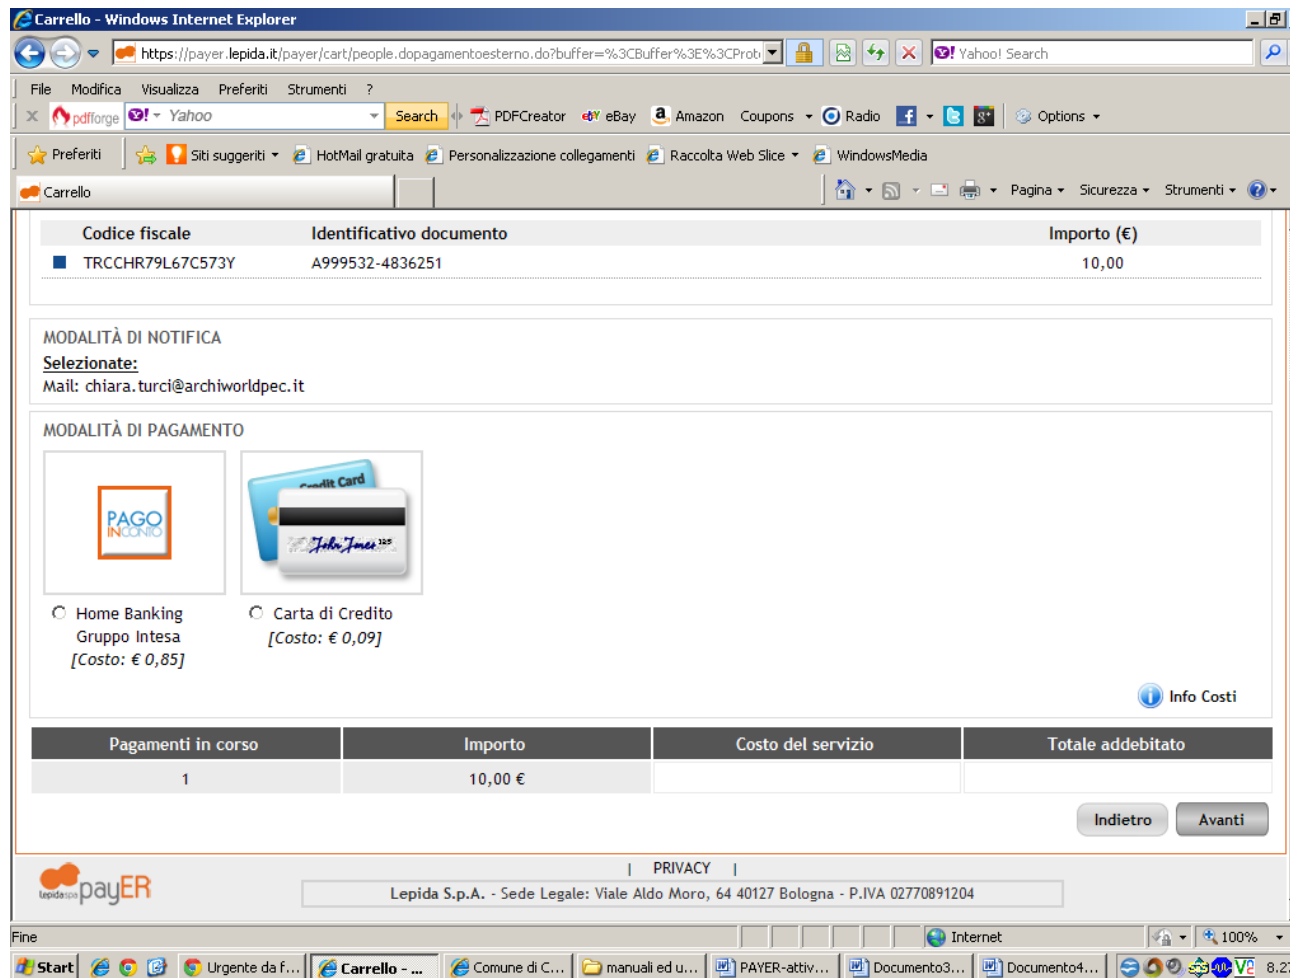 Carrello - Windows Internet Explorer
https://payer.lepida.it/payer/cart/people.dopagamentoesterno.do?buffer=%3CBuffer%3E%3CProt
Yahoo! Search
File Modifica Visualizza Preferiti Strumenti ?
pdfforge Yahoo Search PDFCreator eBay Amazon Coupons Radio Options
Preferiti Siti suggeriti HotMail gratuita Personalizzazione collegamenti Raccolta Web Slice WindowsMedia
Carrello Pagina Sicurezza Strumenti
Codice fiscale Identificativo documento Importo (€)
TRCCHR79L67C573Y A999532-4836251 10,00
MODALITÀ DI NOTIFICA
Selezionate:
Mail: chiara.turci@archiworldpec.it
MODALITÀ DI PAGAMENTO
PAGO
INCONTO
Credit Card
John Jones 123
Home Banking
Gruppo Intesa
[Costo: € 0,85]
Carta di Credito
[Costo: € 0,09]
Info Costi
Pagamenti in corso Importo Costo del servizio Totale addebitato
1 10,00 €
Indietro Avanti
| PRIVACY |
lepidaspa payER
Lepida S.p.A. - Sede Legale: Viale Aldo Moro, 64 40127 Bologna - P.IVA 02770891204
Fine Internet 100%
Start Urgente da f... Carrello - ... Comune di C... manuali ed u... PAYER-attiv... Documento3... Documento4... 8.2